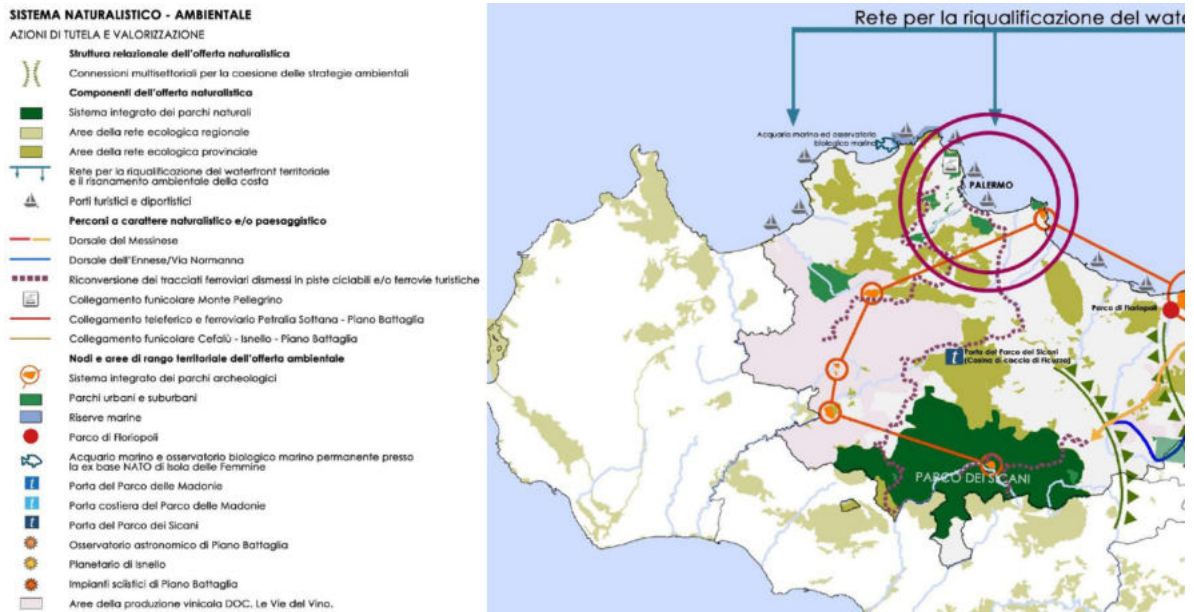 SISTEMA NATURALISTICO - AMBIENTALE
AZIONI DI TUTELA E VALORIZZAZIONE
Struttura relazionale dell'offerta naturalistica
Connessioni multisettoriali per la coesione delle strategie ambientali
Componenti dell'offerta naturalistica
Sistema integrato dei parchi naturali
Aree della rete ecologica regionale
Aree della rete ecologica provinciale
Rete per la riqualificazione del waterfront territoriale
e il risanamento ambientale della costa
Porti turistici e diportistici
Percorsi a carattere naturalistico e/o paesaggistico
Dorsale del Messinese
Dorsale dell'Ennese/Via Normanna
Riconversione dei tracciati ferroviari dismessi in piste ciclabili e/o ferrovie turistiche
Collegamento funicolare Monte Pellegrino
Collegamento teleferico e ferroviario Petralia Sottana - Piano Battaglia
Collegamento funicolare Cefalù - Isnello - Piano Battaglia
Nodi e aree di rango territoriale dell'offerta ambientale
Sistema integrato dei parchi archeologici
Parchi urbani e suburbani
Riserve marine
Parco di Floriopoli
Acquario marino e osservatorio biologico marino permanente presso
la ex base NATO di Isola delle Femmine
Porta del Parco delle Madonie
Porta costiera del Parco delle Madonie
Porta del Parco dei Sicani
Osservatorio astronomico di Piano Battaglia
Planetario di Isnello
Impianti sciistici di Piano Battaglia
Aree della produzione vinicola DOC. Le Vie del Vino.
Rete per la riqualificazione del wate
Acquario marino ed osservatorio
biologico marino
PALERMO
Parco di Floriopoli
Porta del Parco dei Sicani
(Casina di caccia di Ficuzza)
PARCO DEI SICANI